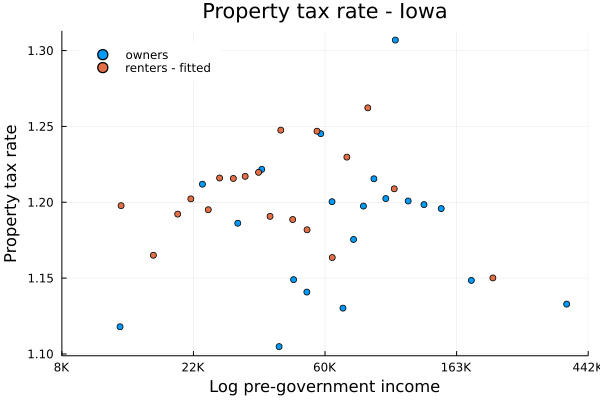 Property tax rate - Iowa
owners
renters - fitted
Property tax rate
1.30
1.25
1.20
1.15
1.10
8K 22K 60K 163K 442K
Log pre-government income